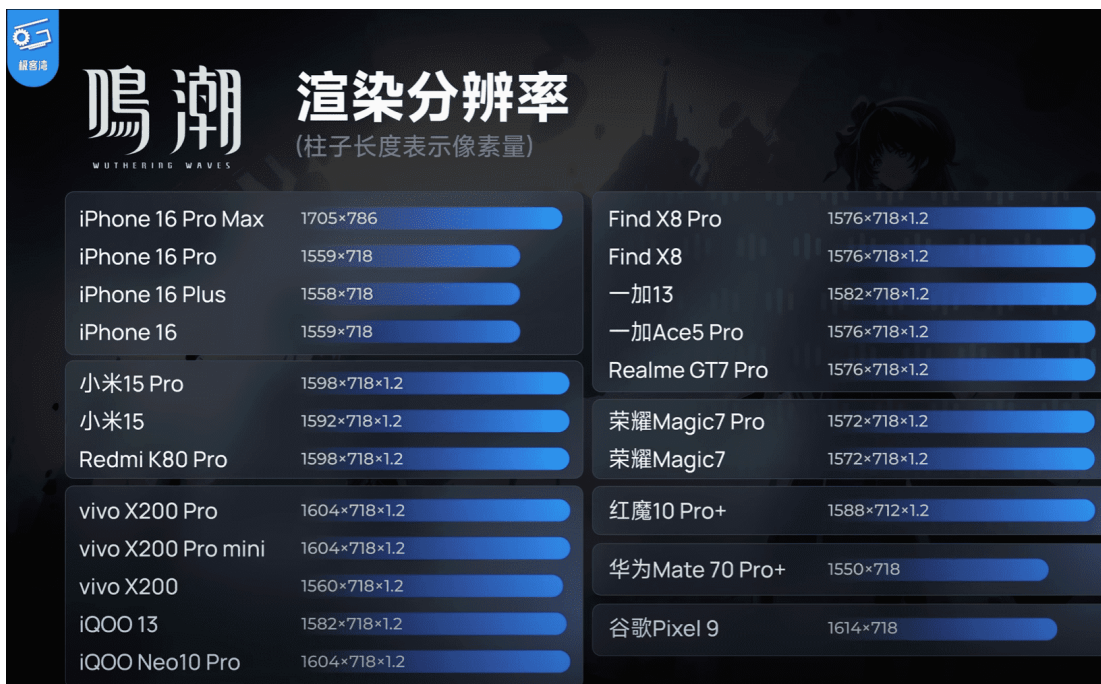 极客湾
鳴潮
WUTHERING WAVES
渲染分辨率
(柱子长度表示像素量)
iPhone 16 Pro Max 1705×786
iPhone 16 Pro 1559×718
iPhone 16 Plus 1558×718
iPhone 16 1559×718
小米15 Pro 1598×718×1.2
小米15 1592×718×1.2
Redmi K80 Pro 1598×718×1.2
vivo X200 Pro 1604×718×1.2
vivo X200 Pro mini 1604×718×1.2
vivo X200 1560×718×1.2
iQOO 13 1582×718×1.2
iQOO Neo10 Pro 1604×718×1.2
Find X8 Pro 1576×718×1.2
Find X8 1576×718×1.2
一加13 1582×718×1.2
一加Ace5 Pro 1576×718×1.2
Realme GT7 Pro 1576×718×1.2
荣耀Magic7 Pro 1572×718×1.2
荣耀Magic7 1572×718×1.2
红魔10 Pro+ 1588×712×1.2
华为Mate 70 Pro+ 1550×718
谷歌Pixel 9 1614×718